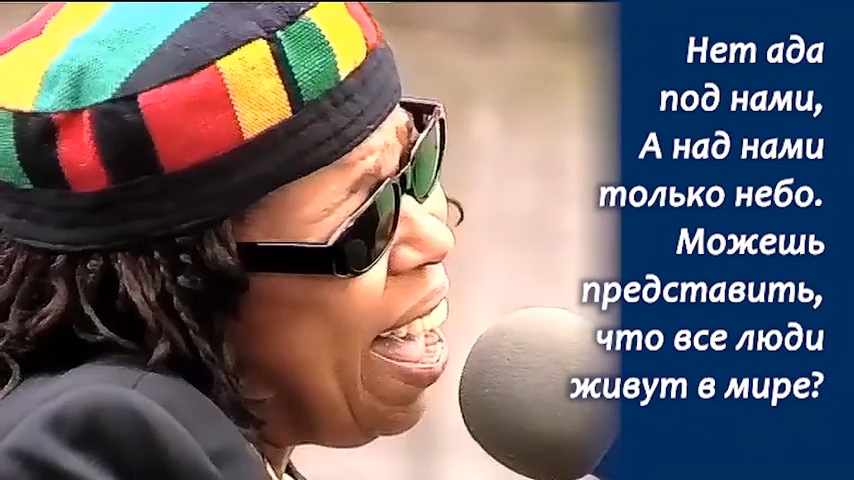 Нет ада
под нами,
А над нами
только небо.
Можешь
представить,
что все люди
живут в мире?